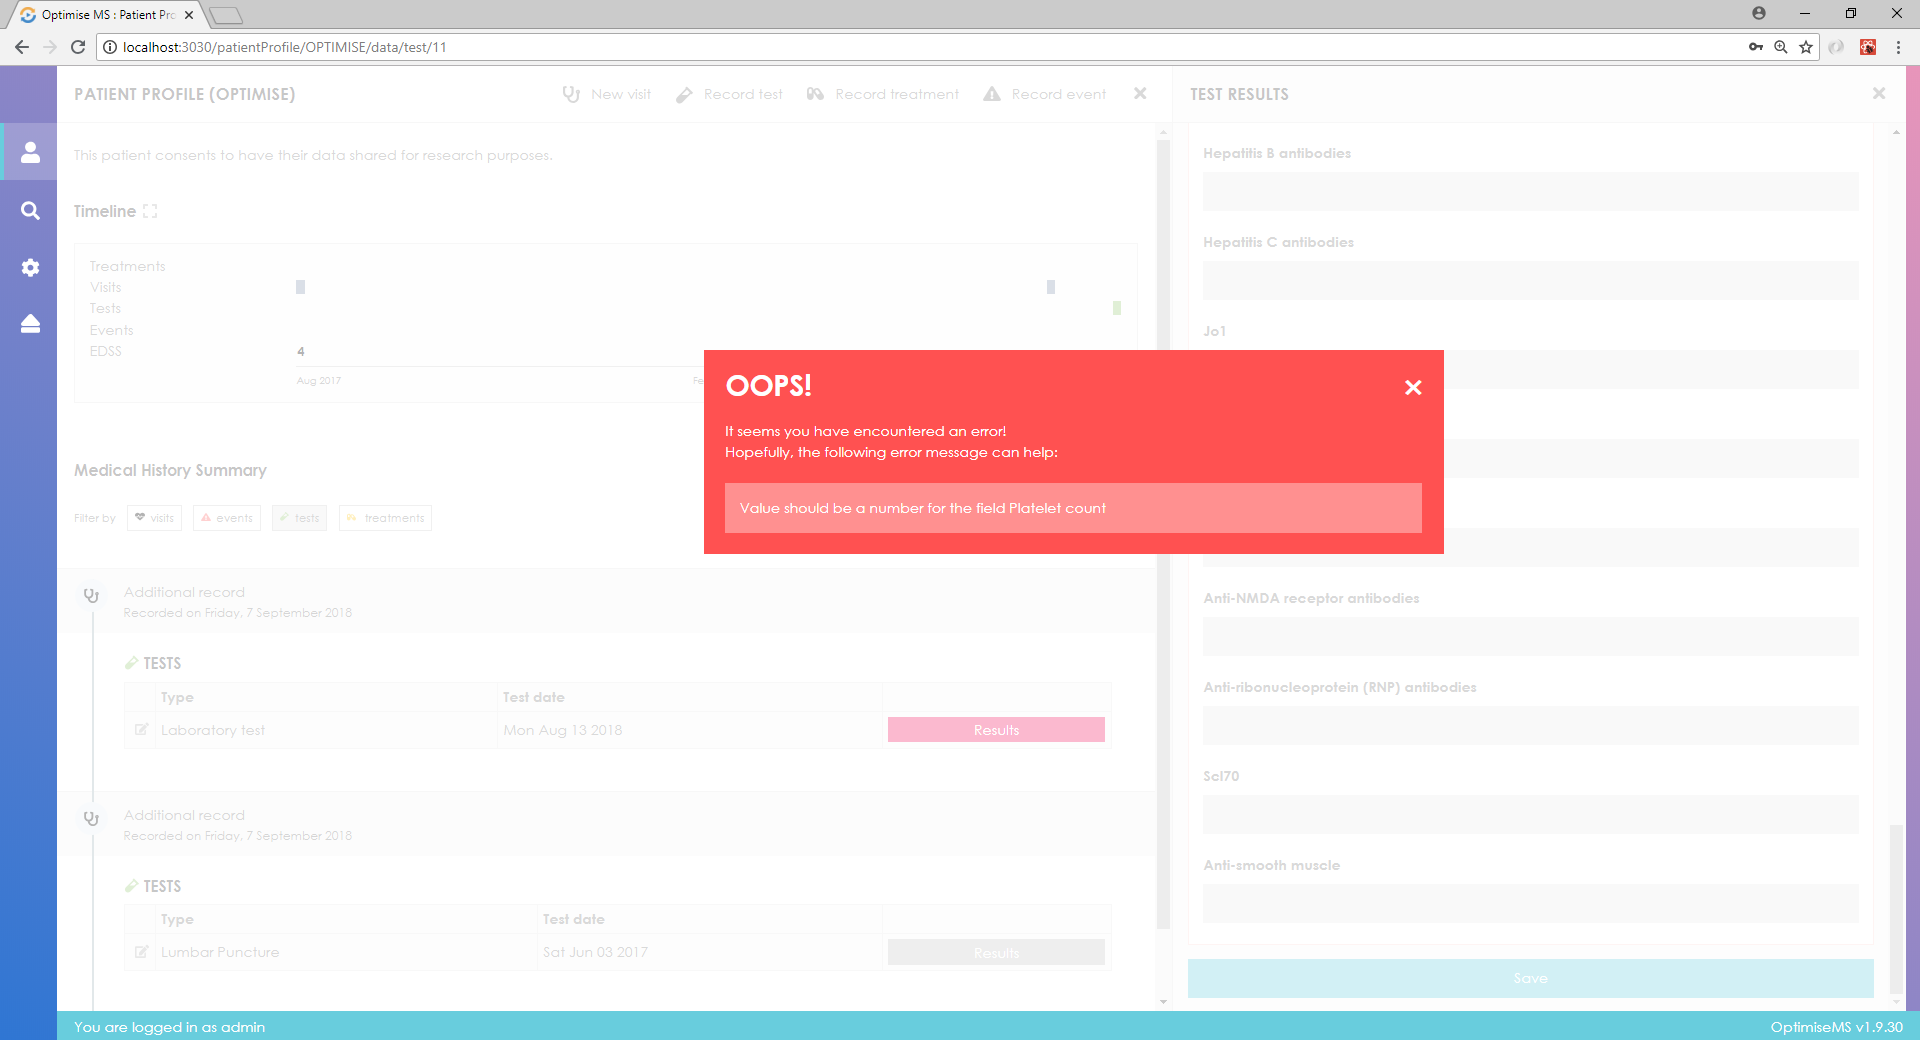 Optimise MS : Patient Pro
localhost:3030/patientProfile/OPTIMISE/data/test/11
PATIENT PROFILE (OPTIMISE)
New visit
Record test
Record treatment
Record event
TEST RESULTS
This patient consents to have their data shared for research purposes.
Timeline
Treatments
Visits
Tests
Events
EDSS
4
Aug 2017
Fe
Medical History Summary
Filter by
visits
events
tests
treatments
Additional record
Recorded on Friday, 7 September 2018
TESTS
Type Test date
Laboratory test Mon Aug 13 2018 Results
Additional record
Recorded on Friday, 7 September 2018
TESTS
Type Test date
Lumbar Puncture Sat Jun 03 2017 Results
OOPS!
It seems you have encountered an error!
Hopefully, the following error message can help:
Value should be a number for the field Platelet count
Hepatitis B antibodies
Hepatitis C antibodies
Jo1
Anti-NMDA receptor antibodies
Anti-ribonucleoprotein (RNP) antibodies
Scl70
Anti-smooth muscle
Save
You are logged in as admin
OptimiseMS v1.9.30